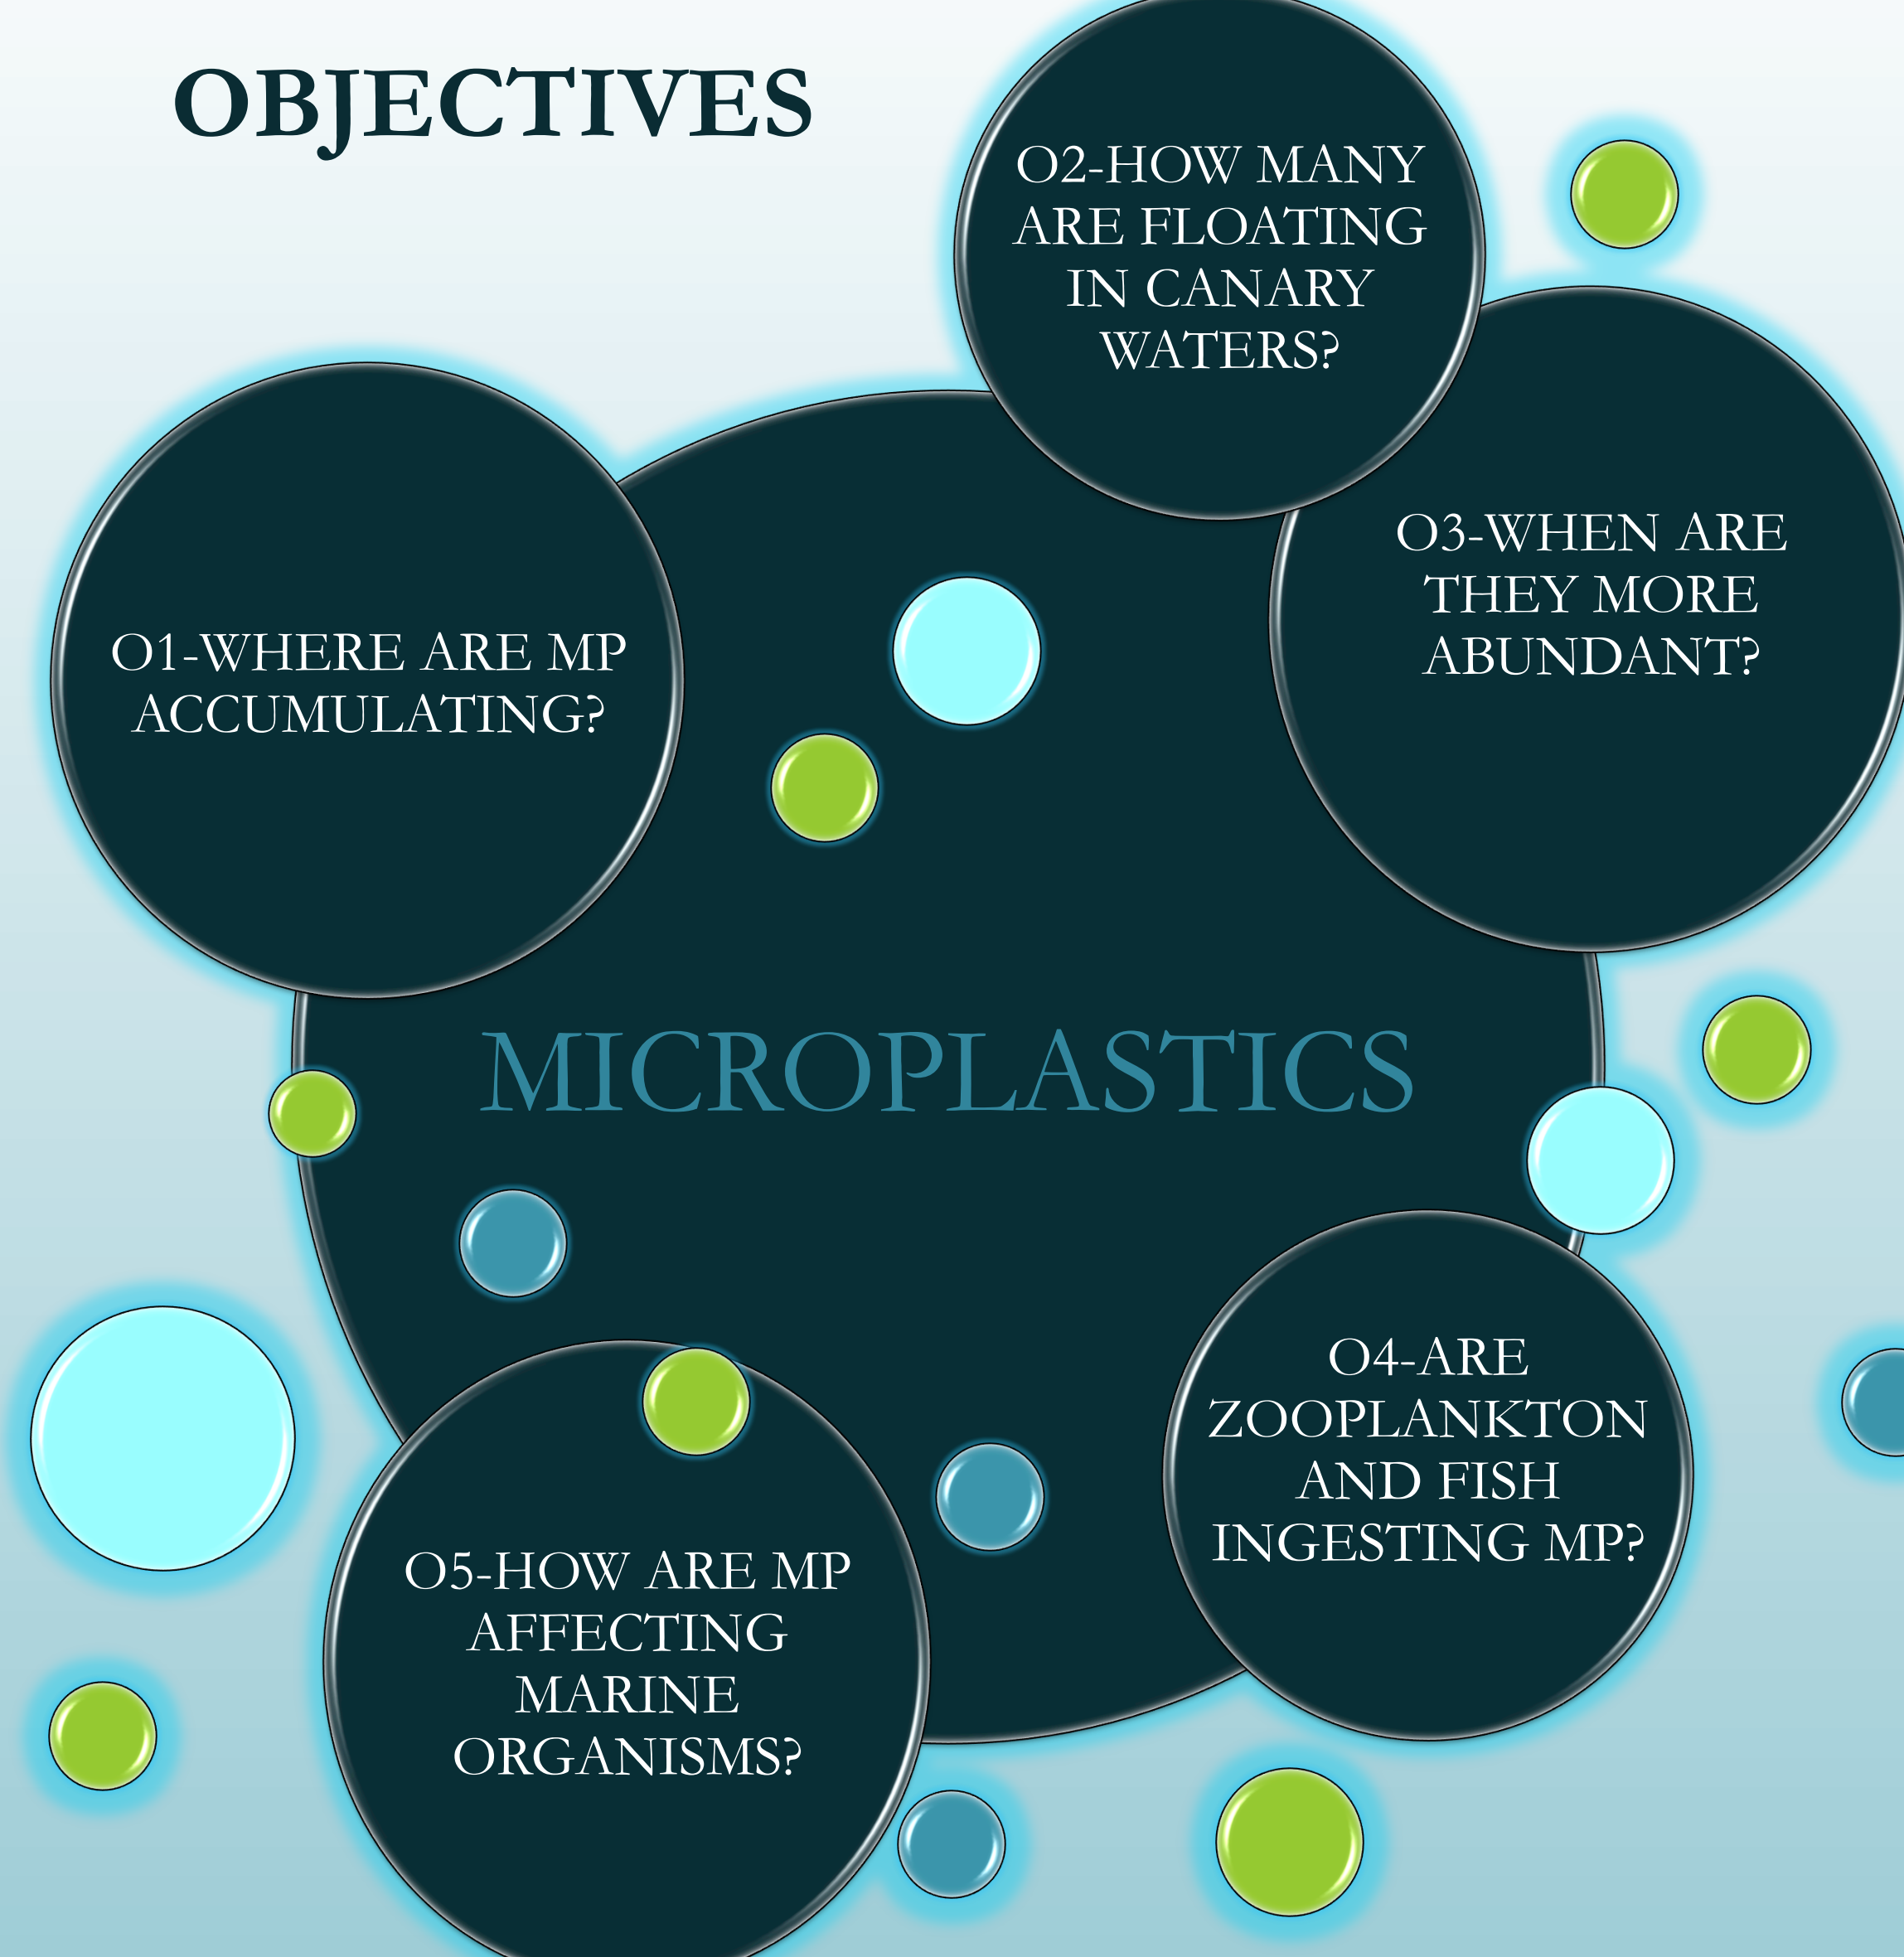 OBJECTIVES
O1-WHERE ARE MP
ACCUMULATING?
O2-HOW MANY
ARE FLOATING
IN CANARY
WATERS?
O3-WHEN ARE
THEY MORE
ABUNDANT?
MICROPLASTICS
O4-ARE
ZOOPLANKTON
AND FISH
INGESTING MP?
O5-HOW ARE MP
AFFECTING
MARINE
ORGANISMS?